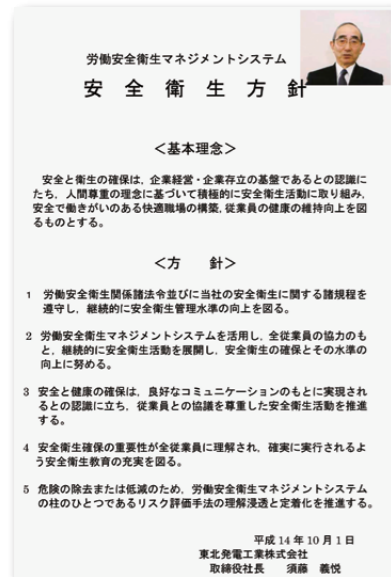 労働安全衛生マネジメントシステム
安全衛生方針
＜基本理念＞
安全と衛生の確保は，企業経営・企業存立の基盤であるとの認識に
たち，人間尊重の理念に基づいて積極的に安全衛生活動に取り組み，
安全で働きがいのある快適職場の構築，従業員の健康の維持向上を図
るものとする。
＜方　針＞
1　労働安全衛生関係諸法令並びに当社の安全衛生に関する諸規程を
遵守し，継続的に安全衛生管理水準の向上を図る。
2　労働安全衛生マネジメントシステムを活用し，全従業員の協力のも
と，継続的に安全衛生活動を展開し，安全衛生の確保とその水準の
向上に努める。
3　安全と健康の確保は，良好なコミュニケーションのもとに実現され
るとの認識に立ち，従業員との協議を尊重した安全衛生活動を推進
する。
4　安全衛生確保の重要性が全従業員に理解され，確実に実行されるよ
う安全衛生教育の充実を図る。
5　危険の除去または低減のため，労働安全衛生マネジメントシステム
の柱のひとつであるリスク評価手法の理解浸透と定着化を推進する。
平成14年10月1日
東北発電工業株式会社
取締役社長　須藤　義悦